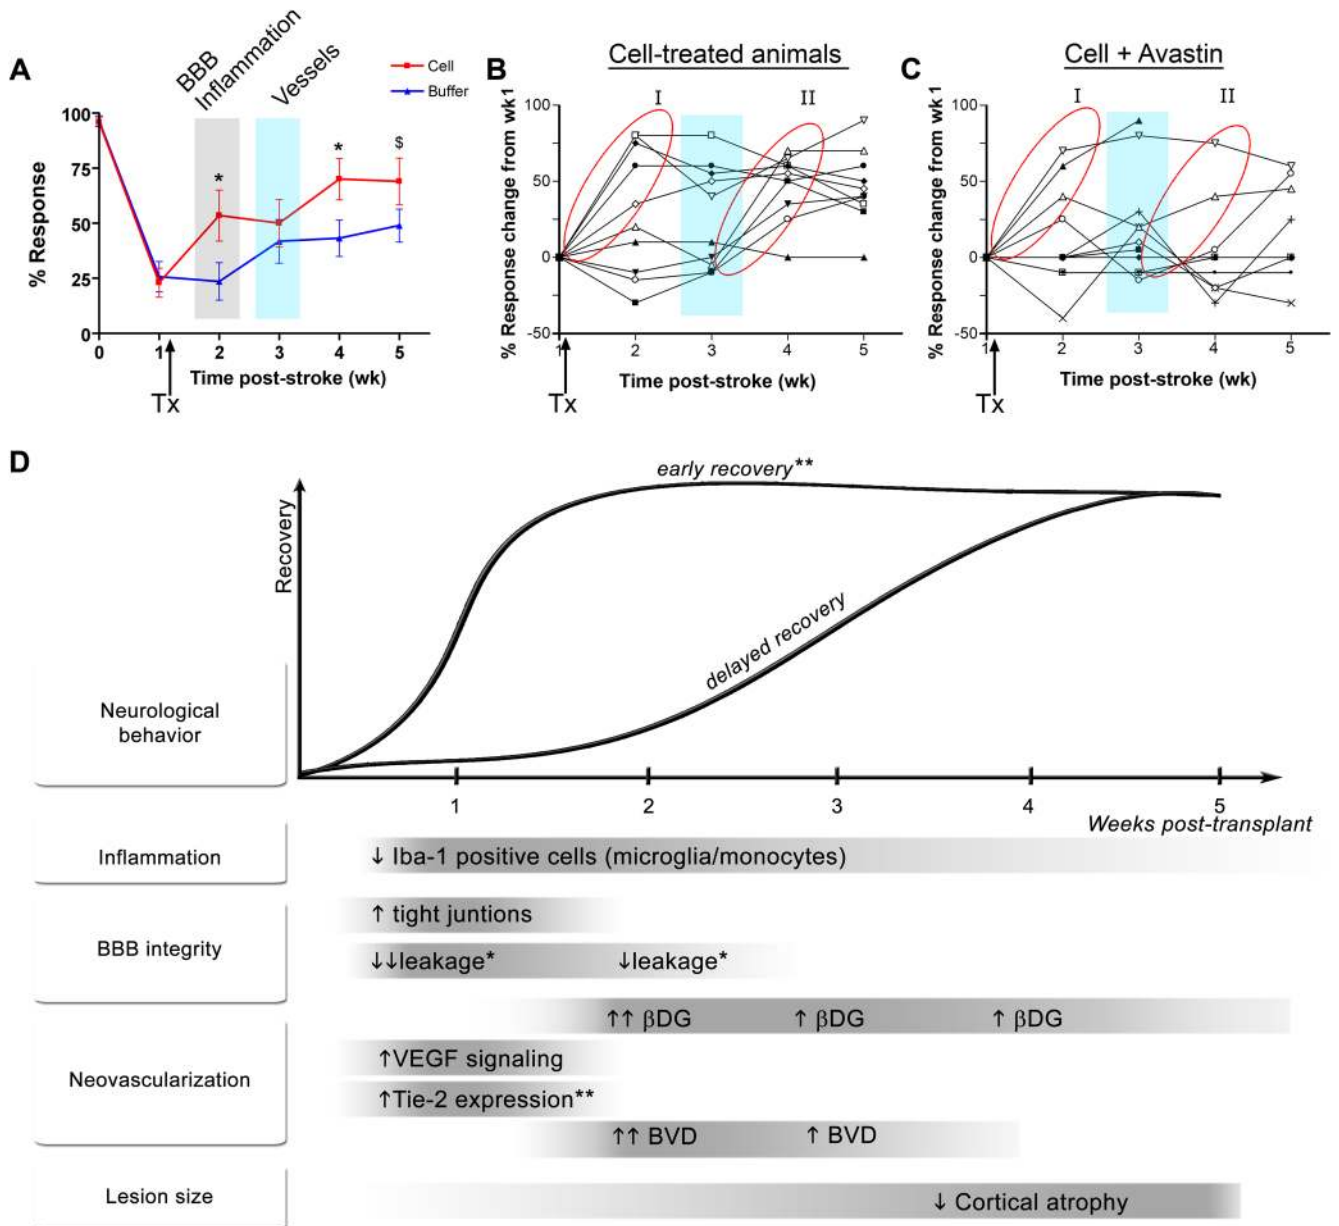 A
BBB
Inflammation
Vessels
Cell
Buffer
% Response
100
75
50
25
0
*
*
$
0 1 2 3 4 5
Time post-stroke (wk)
Tx
B
Cell-treated animals
I II
% Response change from wk1
100
50
0
-50
1 2 3 4 5
Time post-stroke (wk)
Tx
C
Cell + Avastin
I II
% Response change from wk1
100
50
0
-50
1 2 3 4 5
Time post-stroke (wk)
Tx
D
Recovery
early recovery**
delayed recovery
1 2 3 4 5
Weeks post-transplant
Neurological
behavior
Inflammation
↓ Iba-1 positive cells (microglia/monocytes)
BBB integrity
↑ tight juntions
↓↓leakage* ↓leakage*
↑↑ βDG ↑ βDG ↑ βDG
Neovascularization
↑VEGF signaling
↑Tie-2 expression**
↑↑ BVD ↑ BVD
Lesion size
↓ Cortical atrophy